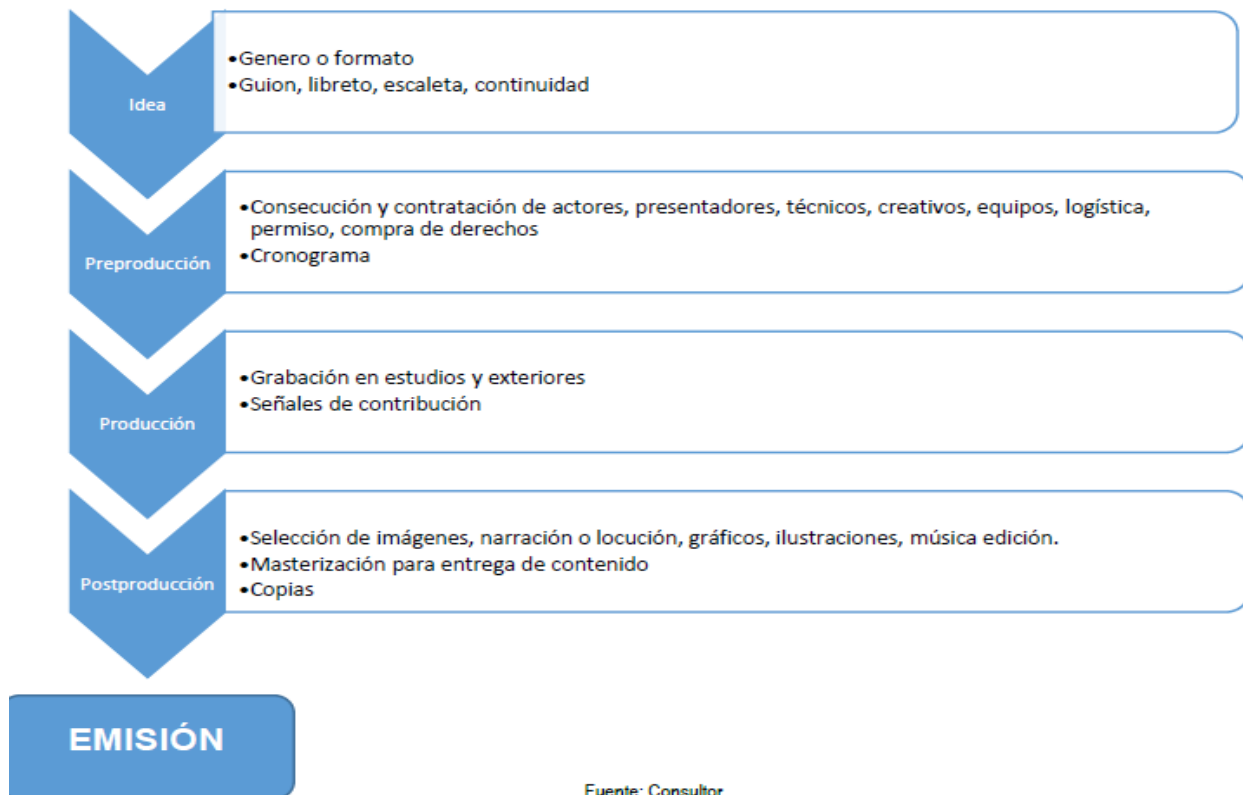 Idea
•Genero o formato
•Guion, libreto, escaleta, continuidad
Preproducción
•Consecución y contratación de actores, presentadores, técnicos, creativos, equipos, logística,
permiso, compra de derechos
•Cronograma
Producción
•Grabación en estudios y exteriores
•Señales de contribución
Postproducción
•Selección de imágenes, narración o locución, gráficos, ilustraciones, música edición.
•Masterización para entrega de contenido
•Copias
EMISIÓN
Fuente: Consultor